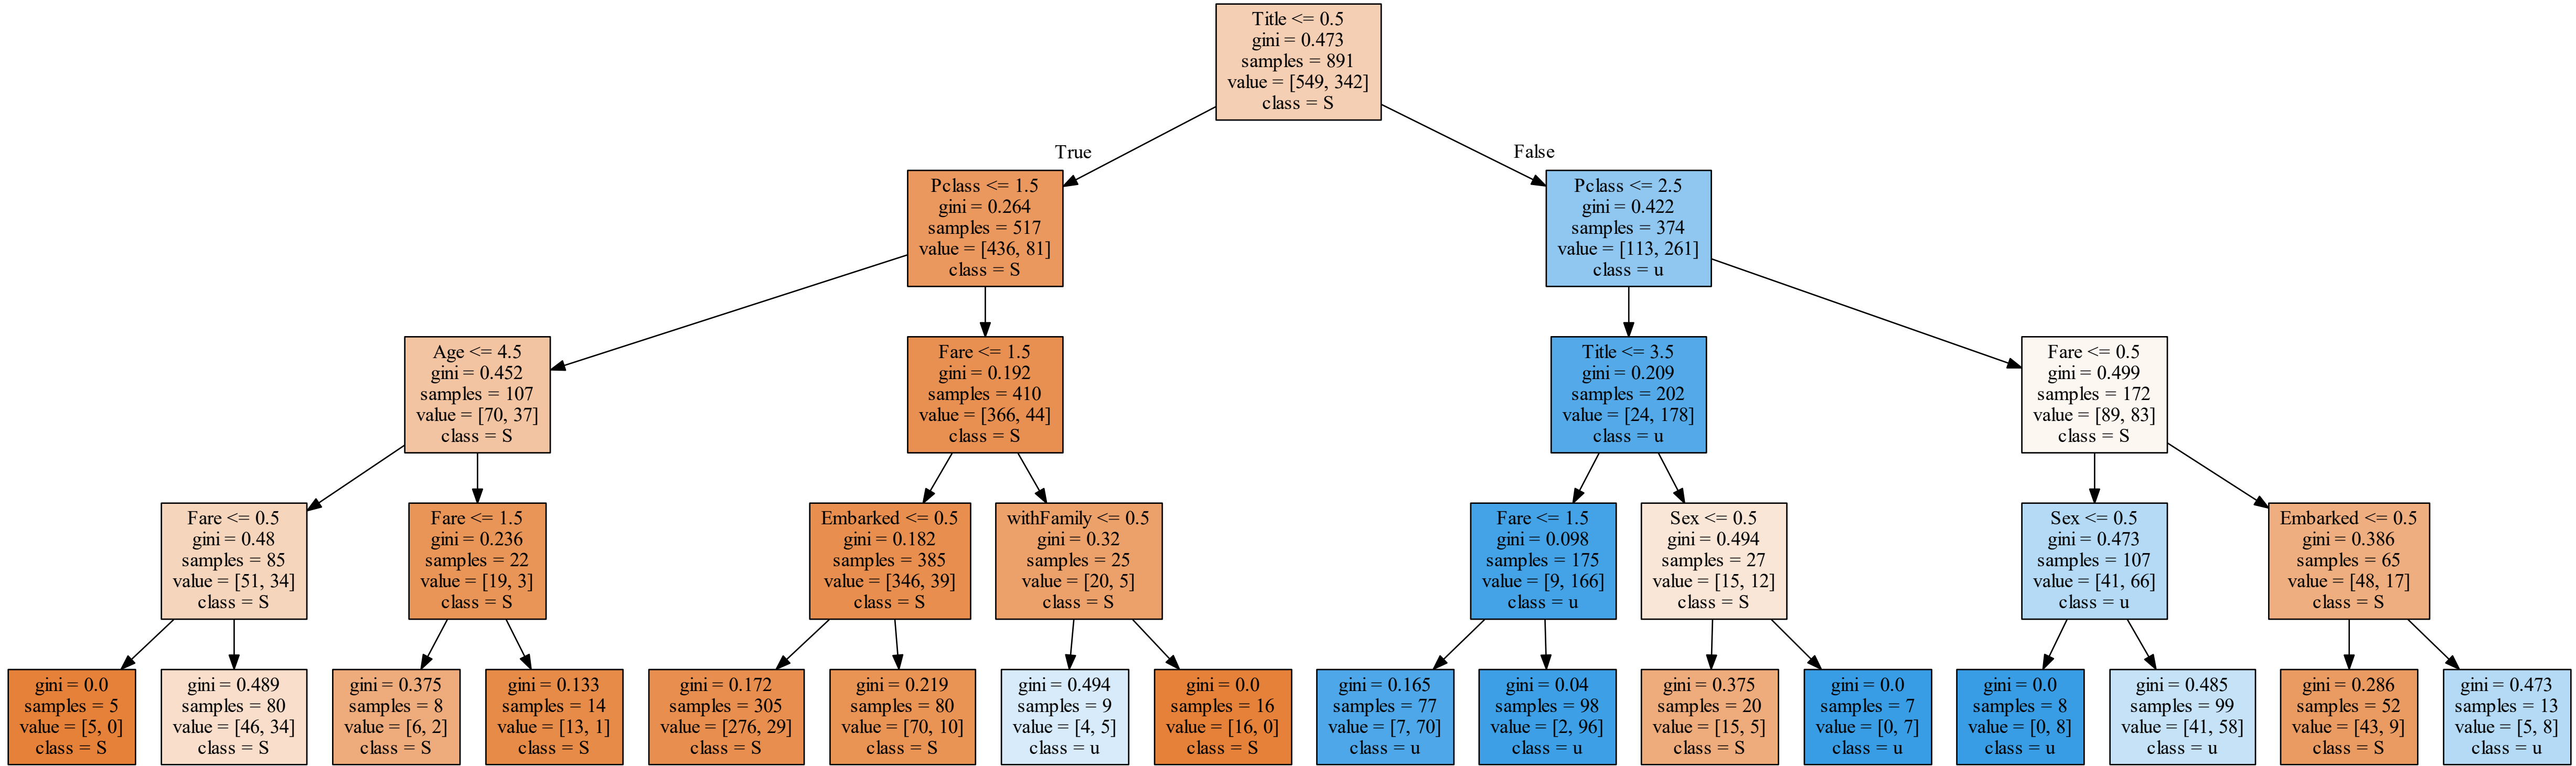 Title <= 0.5
gini = 0.473
samples = 891
value = [549, 342]
class = S
True
False
Pclass <= 1.5
gini = 0.264
samples = 517
value = [436, 81]
class = S
Pclass <= 2.5
gini = 0.422
samples = 374
value = [113, 261]
class = u
Age <= 4.5
gini = 0.452
samples = 107
value = [70, 37]
class = S
Fare <= 1.5
gini = 0.192
samples = 410
value = [366, 44]
class = S
Title <= 3.5
gini = 0.209
samples = 202
value = [24, 178]
class = u
Fare <= 0.5
gini = 0.499
samples = 172
value = [89, 83]
class = S
Fare <= 0.5
gini = 0.48
samples = 85
value = [51, 34]
class = S
Fare <= 1.5
gini = 0.236
samples = 22
value = [19, 3]
class = S
Embarked <= 0.5
gini = 0.182
samples = 385
value = [346, 39]
class = S
withFamily <= 0.5
gini = 0.32
samples = 25
value = [20, 5]
class = S
Fare <= 1.5
gini = 0.098
samples = 175
value = [9, 166]
class = u
Sex <= 0.5
gini = 0.494
samples = 27
value = [15, 12]
class = S
Sex <= 0.5
gini = 0.473
samples = 107
value = [41, 66]
class = u
Embarked <= 0.5
gini = 0.386
samples = 65
value = [48, 17]
class = S
gini = 0.0
samples = 5
value = [5, 0]
class = S
gini = 0.489
samples = 80
value = [46, 34]
class = S
gini = 0.375
samples = 8
value = [6, 2]
class = S
gini = 0.133
samples = 14
value = [13, 1]
class = S
gini = 0.172
samples = 305
value = [276, 29]
class = S
gini = 0.219
samples = 80
value = [70, 10]
class = S
gini = 0.494
samples = 9
value = [4, 5]
class = u
gini = 0.0
samples = 16
value = [16, 0]
class = S
gini = 0.165
samples = 77
value = [7, 70]
class = u
gini = 0.04
samples = 98
value = [2, 96]
class = u
gini = 0.375
samples = 20
value = [15, 5]
class = S
gini = 0.0
samples = 7
value = [0, 7]
class = u
gini = 0.0
samples = 8
value = [0, 8]
class = u
gini = 0.485
samples = 99
value = [41, 58]
class = u
gini = 0.286
samples = 52
value = [43, 9]
class = S
gini = 0.473
samples = 13
value = [5, 8]
class = u